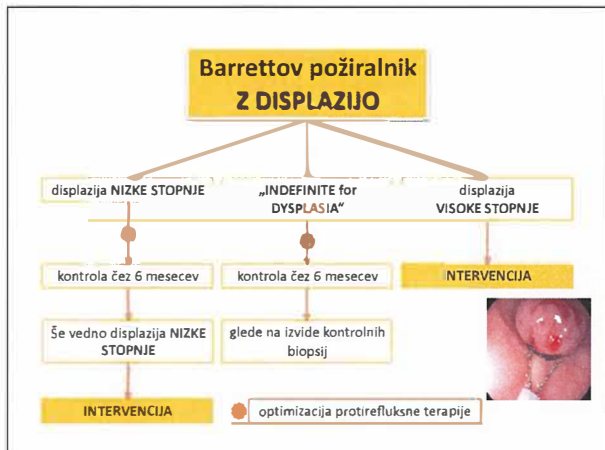 Barrettov požiralnik
Z DISPLAZIJO
displazija NIZKE STOPNJE
„INDEFINITE for
DYSPLASIA“
displazija
VISOKE STOPNJE
kontrola čez 6 mesecev
kontrola čez 6 mesecev
INTERVENCIJA
Še vedno displazija NIZKE
STOPNJE
glede na izvide kontrolnih
biopsij
INTERVENCIJA
optimizacija protirefluksne terapije